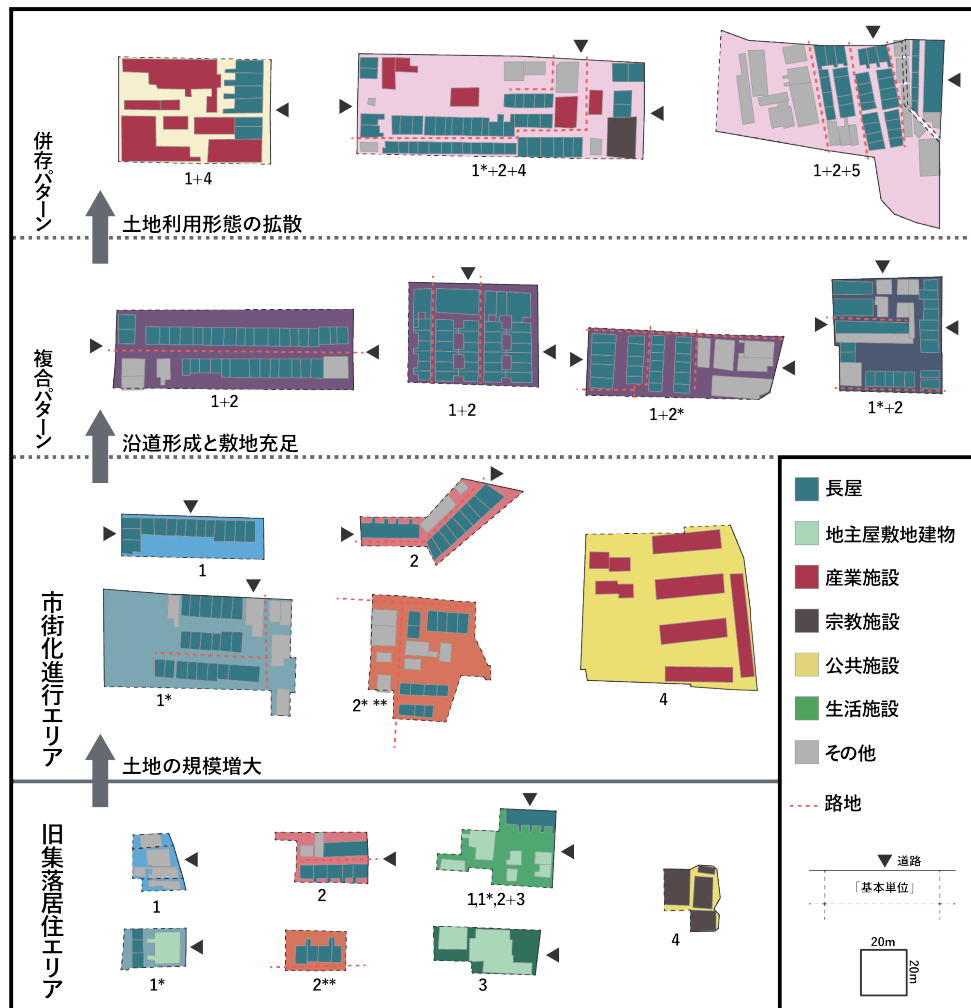 併存パターン
1+4
1*+2+4
1+2+5
土地利用形態の拡散
複合パターン
1+2
1+2
1+2*
1*+2
沿道形成と敷地充足
市街化進行エリア
1
2
1*
2* **
4
土地の規模増大
旧集落居住エリア
1
2
1,1*,2+3
4
1*
2**
3
長屋
地主屋敷地建物
産業施設
宗教施設
公共施設
生活施設
その他
路地
道路
「基本単位」
20m
20m